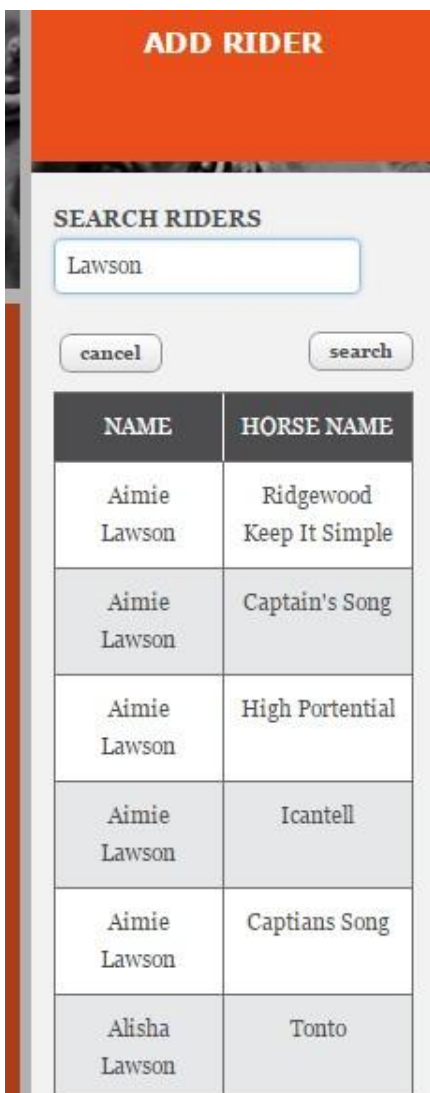 ADD RIDER
SEARCH RIDERS
Lawson
cancel search
NAME HORSE NAME
Aimie Ridgewood
Lawson Keep It Simple
Aimie Captain's Song
Lawson
Aimie High Portential
Lawson
Aimie Icantell
Lawson
Aimie Captians Song
Lawson
Alisha Tonto
Lawson